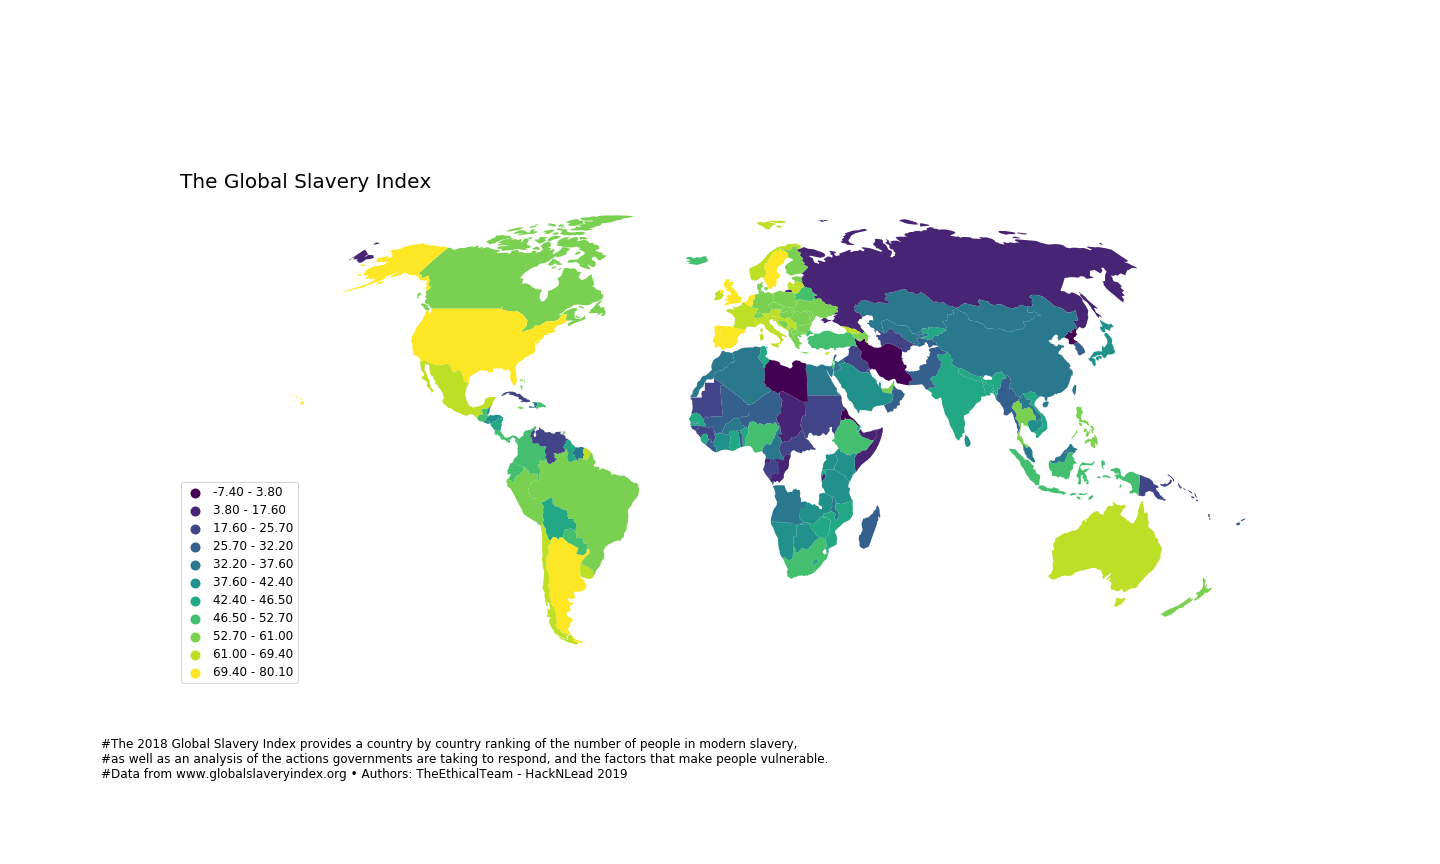 The Global Slavery Index
-7.40 - 3.80
3.80 - 17.60
17.60 - 25.70
25.70 - 32.20
32.20 - 37.60
37.60 - 42.40
42.40 - 46.50
46.50 - 52.70
52.70 - 61.00
61.00 - 69.40
69.40 - 80.10
#The 2018 Global Slavery Index provides a country by country ranking of the number of people in modern slavery,
#as well as an analysis of the actions governments are taking to respond, and the factors that make people vulnerable.
#Data from www.globalslaveryindex.org • Authors: TheEthicalTeam - HackNLead 2019